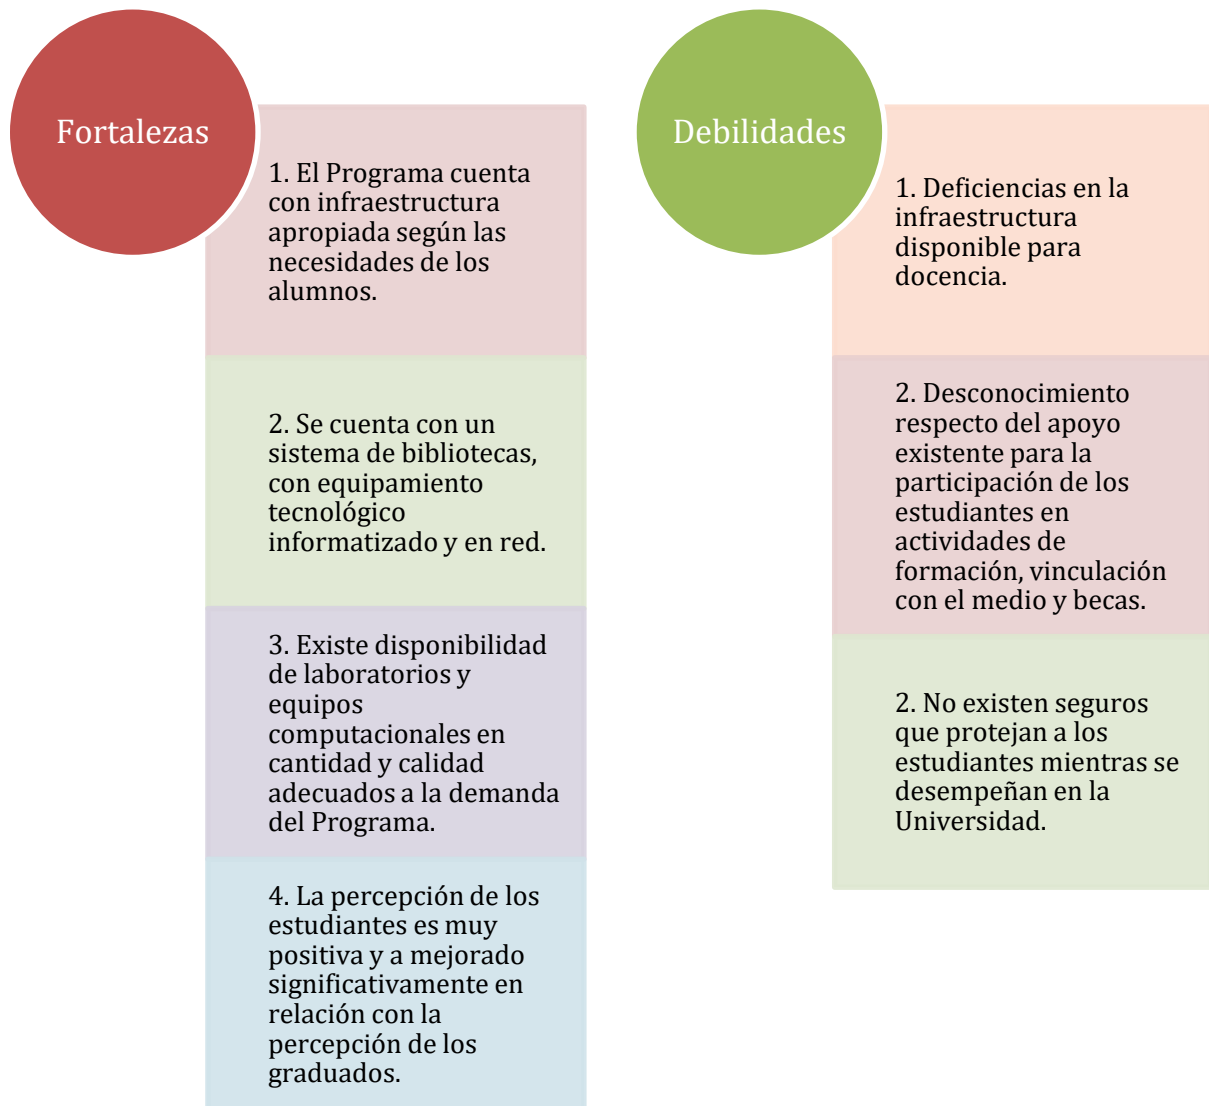 Fortalezas
1. El Programa cuenta
con infraestructura
apropiada según las
necesidades de los
alumnos.
2. Se cuenta con un
sistema de bibliotecas,
con equipamiento
tecnológico
informatizado y en red.
3. Existe disponibilidad
de laboratorios y
equipos
computacionales en
cantidad y calidad
adecuados a la demanda
del Programa.
4. La percepción de los
estudiantes es muy
positiva y a mejorado
significativamente en
relación con la
percepción de los
graduados.
Debilidades
1. Deficiencias en la
infraestructura
disponible para
docencia.
2. Desconocimiento
respecto del apoyo
existente para la
participación de los
estudiantes en
actividades de
formación, vinculación
con el medio y becas.
2. No existen seguros
que protejan a los
estudiantes mientras se
desempeñan en la
Universidad.